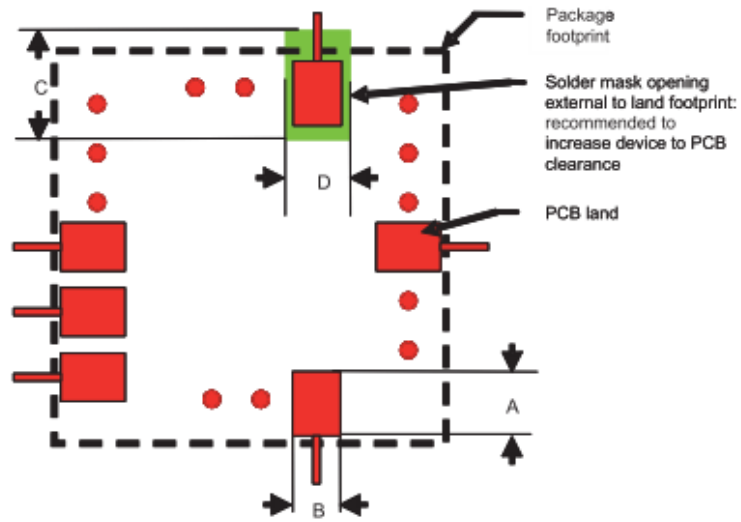 Package
footprint
C
Solder mask opening
external to land footprint:
recommended to
increase device to PCB
clearance
D
PCB land
A
B